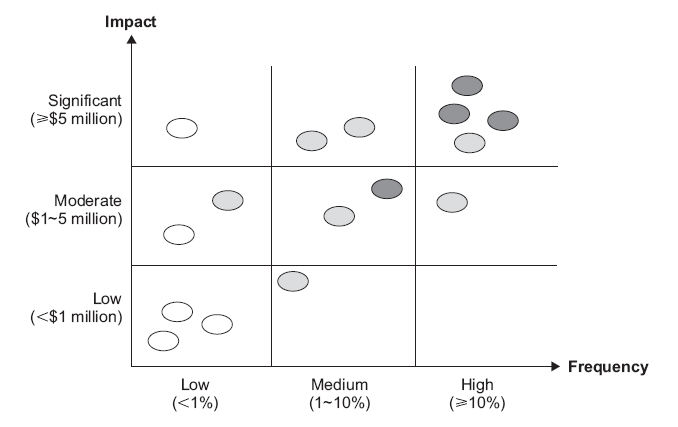 Impact
Significant
(⩾$5 million)
Moderate
($1~5 million)
Low
(<$1 million)
Frequency
Low
(<1%)
Medium
(1~10%)
High
(⩾10%)